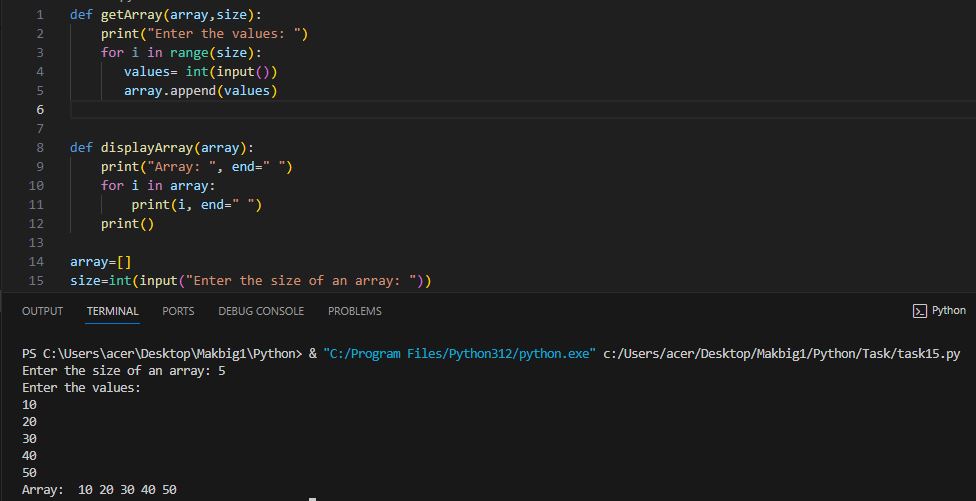 1 def getArray(array,size):
2 print("Enter the values: ")
3 for i in range(size):
4 values= int(input())
5 array.append(values)
6
7
8 def displayArray(array):
9 print("Array: ", end=" ")
10 for i in array:
11 print(i, end=" ")
12 print()
13
14 array=[]
15 size=int(input("Enter the size of an array: "))
OUTPUT TERMINAL PORTS DEBUG CONSOLE PROBLEMS Python
PS C:\Users\acer\Desktop\Makbig1\Python> & "C:/Program Files/Python312/python.exe" c:/Users/acer/Desktop/Makbig1/Python/Task/task15.py
Enter the size of an array: 5
Enter the values:
10
20
30
40
50
Array:  10 20 30 40 50